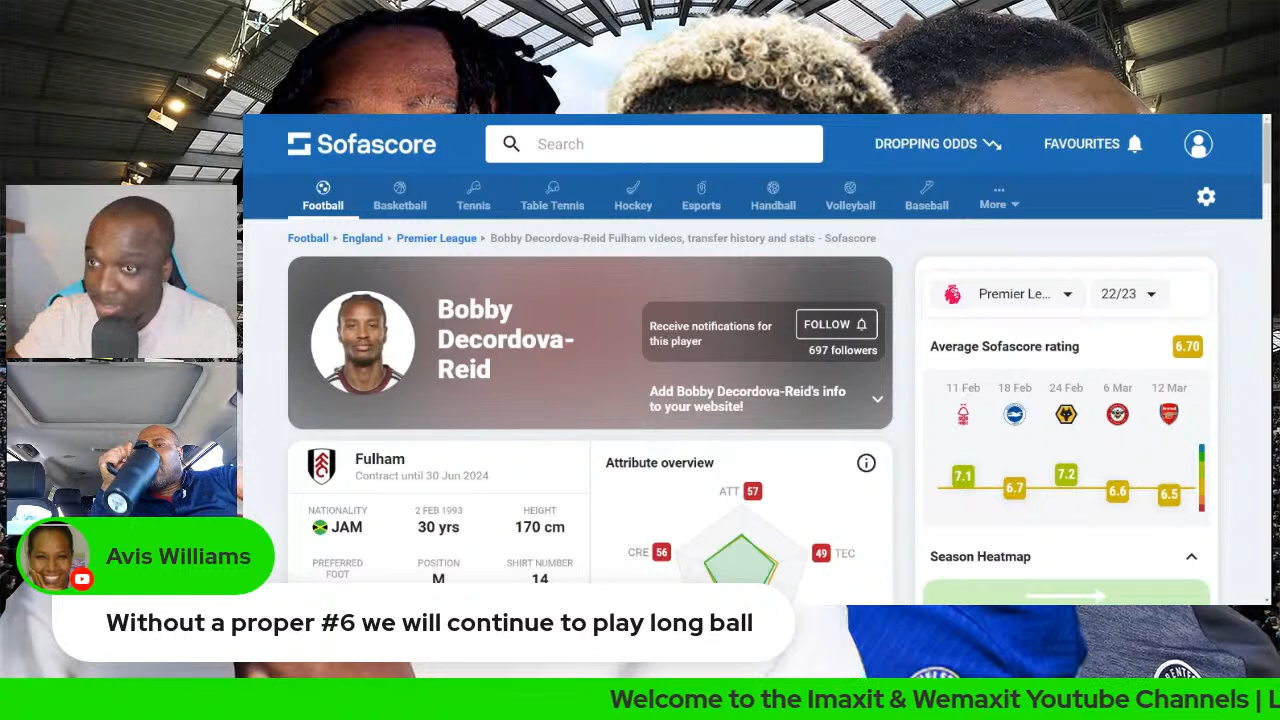 Sofascore
Search
DROPPING ODDS
FAVOURITES
Football
Basketball
Tennis
Table Tennis
Hockey
Esports
Handball
Volleyball
Baseball
More
Football ▸ England ▸ Premier League ▸ Bobby Decordova-Reid Fulham videos, transfer history and stats - Sofascore
Bobby
Decordova-
Reid
Receive notifications for
this player
FOLLOW
697 followers
Add Bobby Decordova-Reid's info
to your website!
Premier Le...
22/23
Average Sofascore rating
6.70
11 Feb
18 Feb
24 Feb
6 Mar
12 Mar
7.1
6.7
7.2
6.6
6.5
Season Heatmap
Fulham
Contract until 30 Jun 2024
NATIONALITY
JAM
2 FEB 1993
30 yrs
HEIGHT
170 cm
PREFERRED
FOOT
POSITION
M
SHIRT NUMBER
14
Attribute overview
ATT 57
CRE 56
49 TEC
Avis Williams
Without a proper #6 we will continue to play long ball
Welcome to the Imaxit & Wemaxit Youtube Channels | L